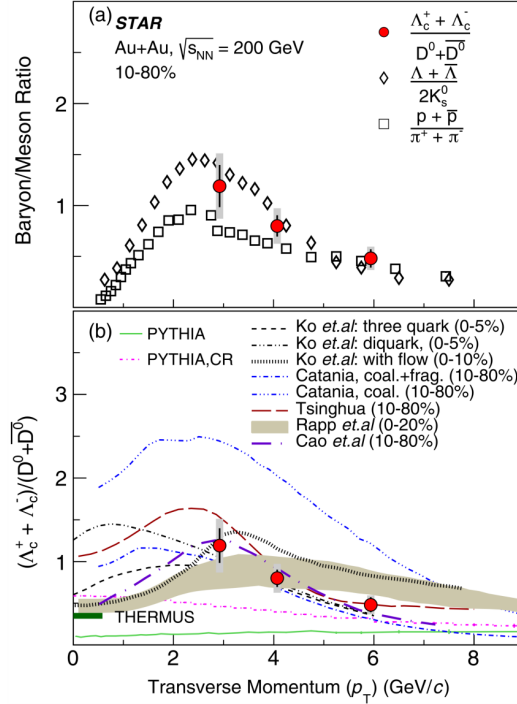 (a) STAR
Au+Au, √sNN = 200 GeV
10-80%
Λc+ + Λc-
D0+D̅0̅
Λ + Λ̅
2Ks0
p + p̅
π+ + π-
Baryon/Meson Ratio
2
1
0
(b)
PYTHIA
PYTHIA,CR
Ko et.al: three quark (0-5%)
Ko et.al: diquark, (0-5%)
Ko et.al: with flow (0-10%)
Catania, coal.+frag. (10-80%)
Catania, coal. (10-80%)
Tsinghua (10-80%)
Rapp et.al (0-20%)
Cao et.al (10-80%)
(Λc+ + Λc-)/(D0+D̅0̅)
3
2
1
0
THERMUS
0 2 4 6 8
Transverse Momentum (pT) (GeV/c)